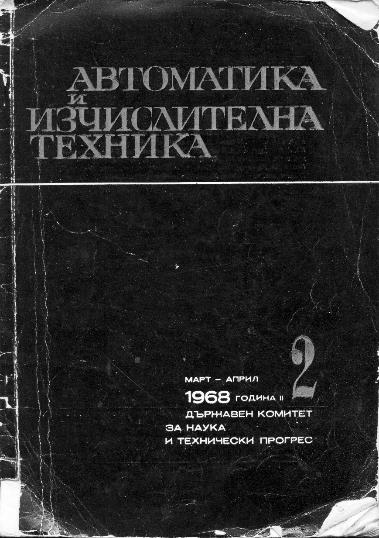 АВТОМАТИКА
И
ИЗЧИСЛИТЕЛНА
ТЕХНИКА
2
МАРТ – АПРИЛ
1968 ГОДИНА II
ДЪРЖАВЕН КОМИТЕТ
ЗА НАУКА
И ТЕХНИЧЕСКИ ПРОГРЕС